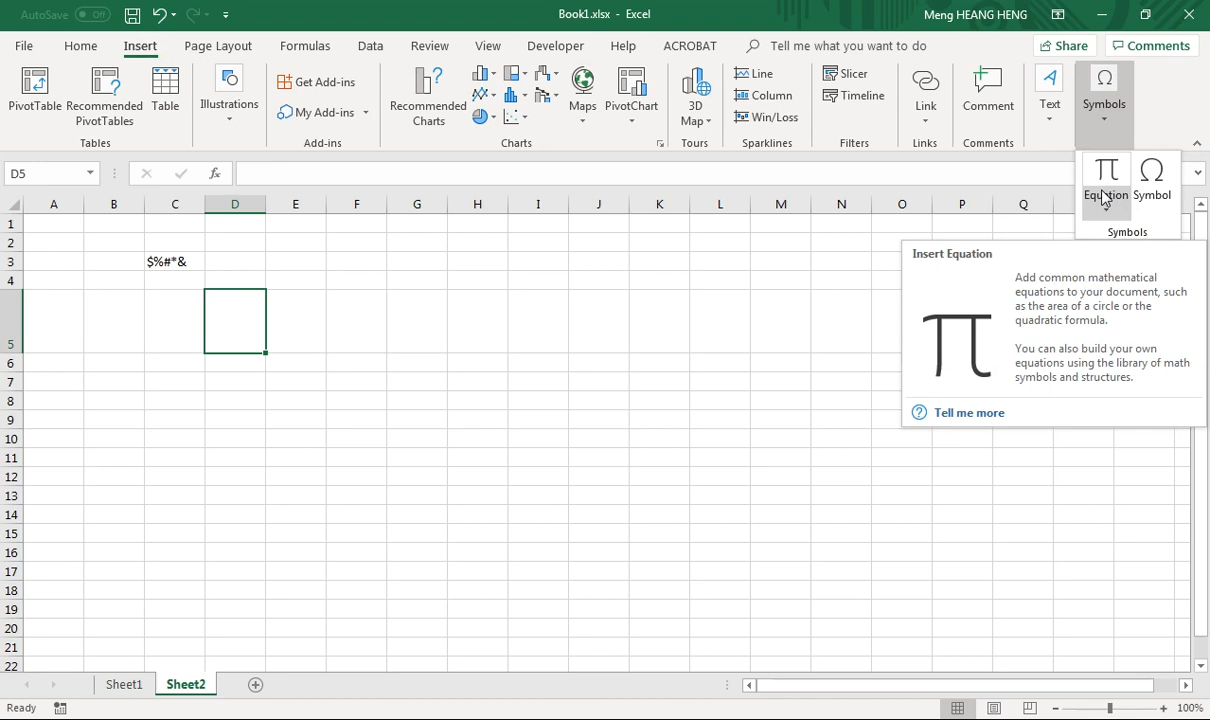 AutoSave Off Book1.xlsx - Excel Meng HEANG HENG
File Home Insert Page Layout Formulas Data Review View Developer Help ACROBAT Tell me what you want to do Share Comments
PivotTable Recommended PivotTables Table Illustrations Get Add-ins My Add-ins Recommended Charts Maps PivotChart 3D Map Line Column Win/Loss Slicer Timeline Link Comment Text Symbols
Tables Add-ins Charts Tours Sparklines Filters Links Comments
D5 fx
Equation Symbol
Symbols
A B C D E F G H I J K L M N O P Q
1
2
3 $%#*&
4
5
6
7
8
9
10
11
12
13
14
15
16
17
18
19
20
21
22
Insert Equation
Add common mathematical
equations to your document, such
as the area of a circle or the
quadratic formula.
You can also build your own
equations using the library of math
symbols and structures.
Tell me more
Sheet1 Sheet2
Ready 100%